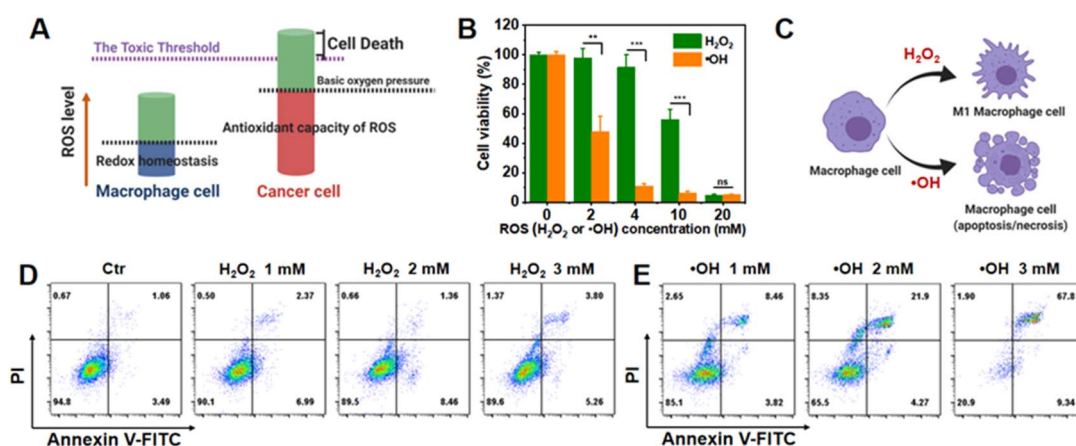 A
The Toxic Threshold
Cell Death
Basic oxygen pressure
ROS level
Antioxidant capacity of ROS
Redox homeostasis
Macrophage cell
Cancer cell
B
Cell viability (%)
120
100
80
60
40
20
0
**
***
***
ns
H₂O₂
•OH
0 2 4 10 20
ROS (H₂O₂ or •OH) concentration (mM)
C
H₂O₂
M1 Macrophage cell
Macrophage cell
•OH
Macrophage cell
(apoptosis/necrosis)
D
Ctr
H₂O₂ 1 mM
H₂O₂ 2 mM
H₂O₂ 3 mM
0.67 1.06
94.8 3.49
0.50 2.37
90.1 6.99
0.66 1.36
89.5 8.46
1.37 3.80
89.6 5.26
PI
Annexin V-FITC
E
•OH 1 mM
•OH 2 mM
•OH 3 mM
2.65 8.46
85.1 3.82
8.35 21.9
65.5 4.27
1.90 67.8
20.9 9.34
PI
Annexin V-FITC